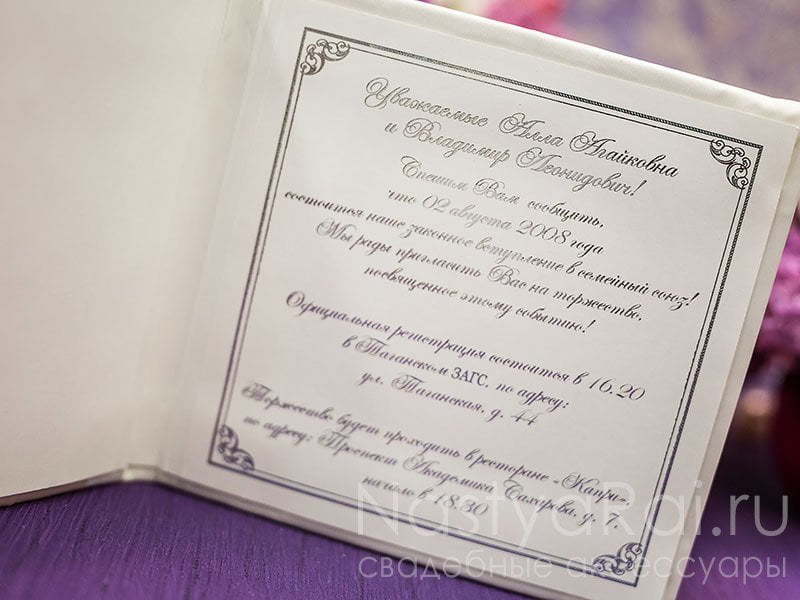 Уважаемые Алла Агайковна
и Владимир Леонидович!
Спешим Вам сообщить,
что 02 августа 2008 года
состоится наше законное вступление в семейный союз!
Мы рады пригласить Вас на торжество,
посвященное этому событию!
Официальная регистрация состоится в 16.20
в Таганском ЗАГС, по адресу:
ул. Таганская, д. 44
Торжество будет проходить в ресторане «Капри»,
по адресу: Проспект Академика Сахарова, д. 7,
начало в 18.30
NastyaRai.ru
свадебные аксессуары